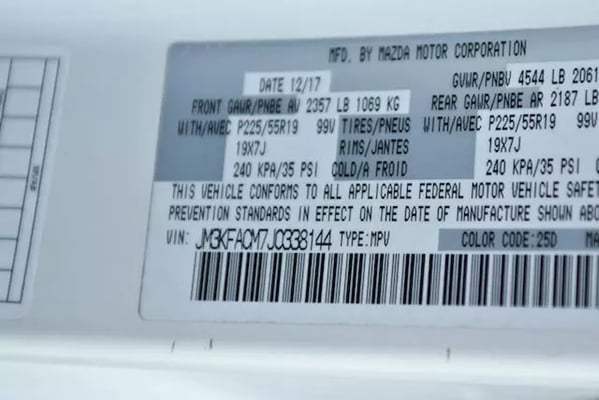 MFD. BY MAZDA MOTOR CORPORATION
DATE 12/17 GVWR/PNBV 4544 LB 2061
FRONT GAWR/PNBE AV 2357 LB 1069 KG REAR GAWR/PNBE AR 2187 LB
WITH/AVEC P225/55R19 99V TIRES/PNEUS WITH/AVEC P225/55R19 99V
19X7J RIMS/JANTES 19X7J
240 KPA/35 PSI COLD/A FROID 240 KPA/35 PSI C
THIS VEHICLE CONFORMS TO ALL APPLICABLE FEDERAL MOTOR VEHICLE SAFET
PREVENTION STANDARDS IN EFFECT ON THE DATE OF MANUFACTURE SHOWN ABO
VIN: JM3KFACM7J0338144 TYPE:MPV COLOR CODE:25D MA